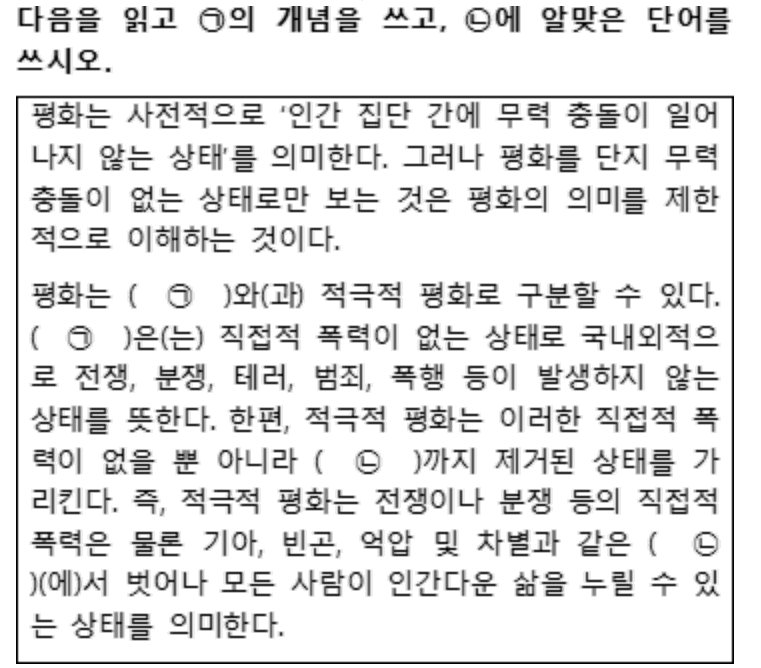 다음을 읽고 ㉠의 개념을 쓰고, ㉡에 알맞은 단어를
쓰시오.
평화는 사전적으로 '인간 집단 간에 무력 충돌이 일어
나지 않는 상태'를 의미한다. 그러나 평화를 단지 무력
충돌이 없는 상태로만 보는 것은 평화의 의미를 제한
적으로 이해하는 것이다.
평화는 ( ㉠ )와(과) 적극적 평화로 구분할 수 있다.
( ㉠ )은(는) 직접적 폭력이 없는 상태로 국내외적으
로 전쟁, 분쟁, 테러, 범죄, 폭행 등이 발생하지 않는
상태를 뜻한다. 한편, 적극적 평화는 이러한 직접적 폭
력이 없을 뿐 아니라 ( ㉡ )까지 제거된 상태를 가
리킨다. 즉, 적극적 평화는 전쟁이나 분쟁 등의 직접적
폭력은 물론 기아, 빈곤, 억압 및 차별과 같은 ( ㉡
)(에)서 벗어나 모든 사람이 인간다운 삶을 누릴 수 있
는 상태를 의미한다.